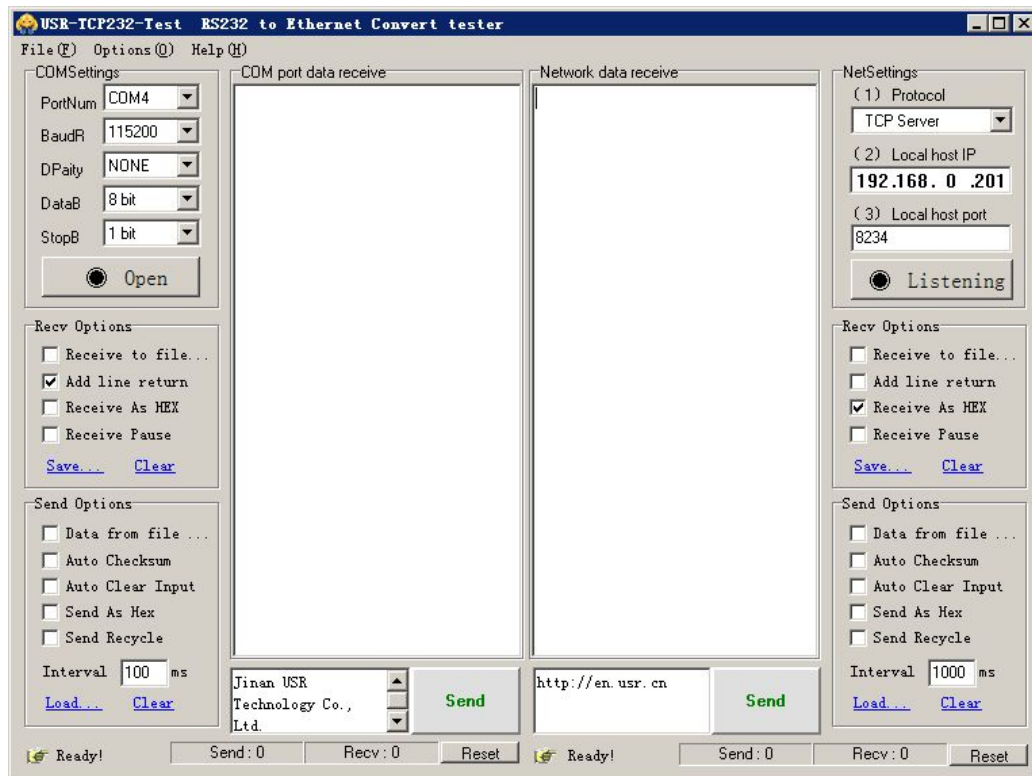 USR-TCP232-Test RS232 to Ethernet Convert tester
File(F) Options(O) Help(H)
COMSettings
PortNum COM4
BaudR 115200
DPaity NONE
DataB 8 bit
StopB 1 bit
Open
Recv Options
Receive to file...
Add line return
Receive As HEX
Receive Pause
Save... Clear
Send Options
Data from file ...
Auto Checksum
Auto Clear Input
Send As Hex
Send Recycle
Interval 100 ms
Load... Clear
COM port data receive
Jinan USR
Technology Co.,
Ltd.
Send
Ready! Send : 0 Recv : 0 Reset
Network data receive
http://en.usr.cn
Send
Ready! Send : 0 Recv : 0 Reset
NetSettings
(1) Protocol
TCP Server
(2) Local host IP
192.168. 0 .201
(3) Local host port
8234
Listening
Recv Options
Receive to file...
Add line return
Receive As HEX
Receive Pause
Save... Clear
Send Options
Data from file ...
Auto Checksum
Auto Clear Input
Send As Hex
Send Recycle
Interval 1000 ms
Load... Clear